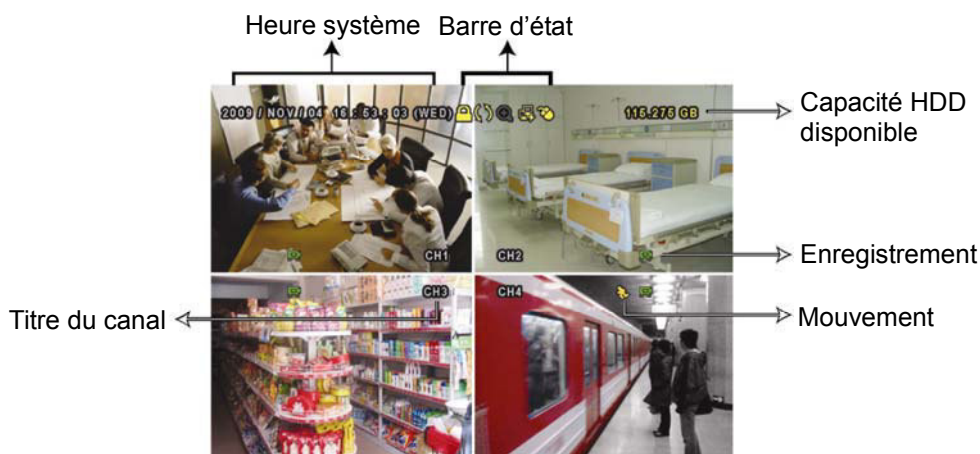 Heure système
Barre d’état
2009 / NOV / 04 16 : 53 : 03 (WED)
115.275 GB
Capacité HDD
disponible
CH1
CH2
Enregistrement
CH3
CH4
Titre du canal
Mouvement